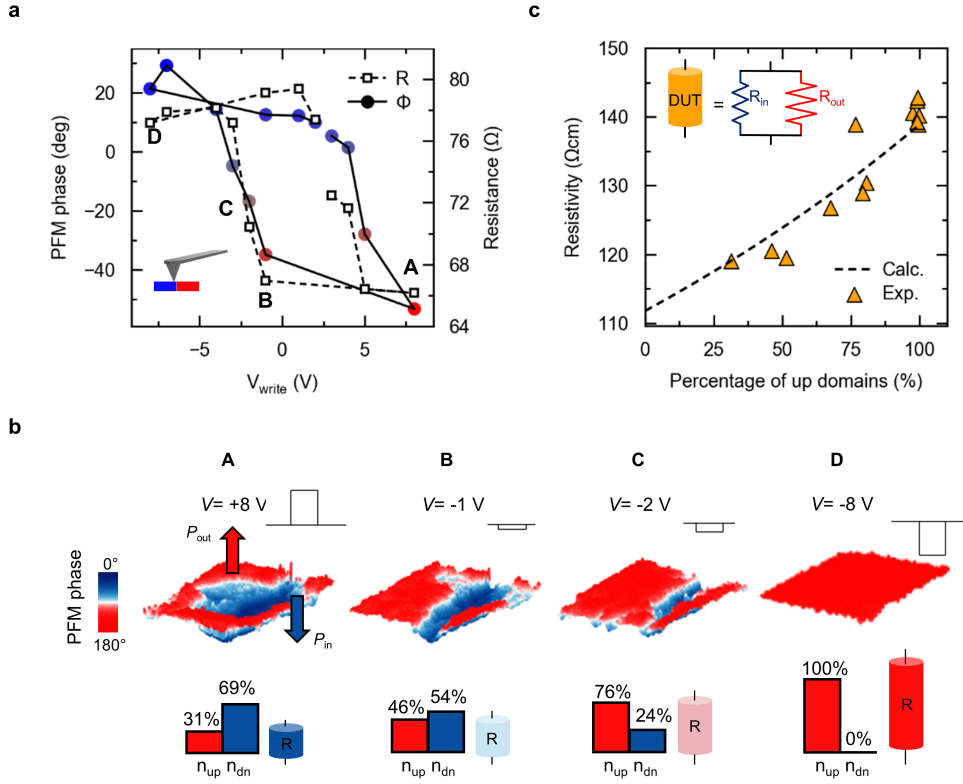 a
PFM phase (deg)
20
0
−20
−40
−5
0
5
V_write (V)
80
76
72
68
64
Resistance (Ω)
R
Φ
D
C
B
A
c
Resistivity (Ωcm)
150
140
130
120
110
0
25
50
75
100
Percentage of up domains (%)
DUT
=
R_in
R_out
Calc.
Exp.
b
A
B
C
D
V= +8 V
V= -1 V
V= -2 V
V= -8 V
PFM phase
0°
180°
P_out
P_in
31%
69%
n_up n_dn
R
46%
54%
n_up n_dn
R
76%
24%
n_up n_dn
R
100%
0%
n_up n_dn
R